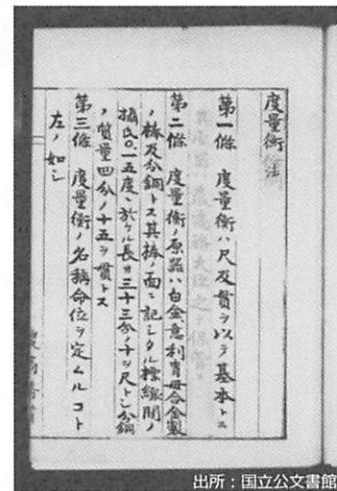 度量衡法
第一條 度量衡ハ尺及貫ヲ以テ基本トス
第二條 度量衡ノ原器ハ白金意利胄母合金製
ノ棒及分銅トス其棒ノ面ニ記シタル標線間ノ
攝氏〇.一五度ニ於ケル長サ三十三分ノ十ヲ尺トシ分銅
ノ質量四分ノ十五ヲ貫トス
第三條 度量衡ノ名稱命位ヲ定ムルコト
左ノ如シ
出所:国立公文書館